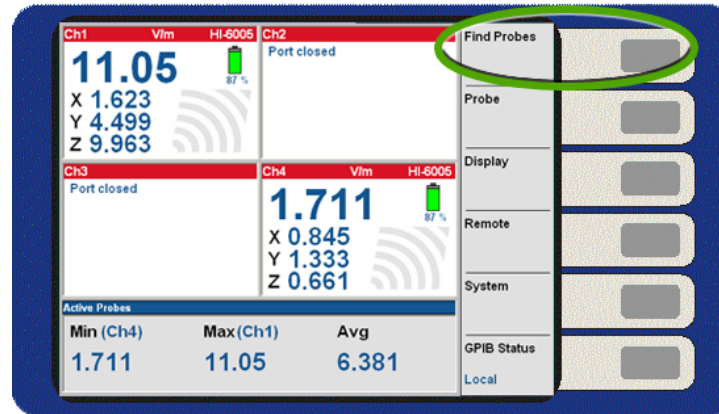 Ch1 V/m HI-6005
11.05
87 %
X 1.623
Y 4.499
Z 9.963
Ch2
Port closed
Ch3
Port closed
Ch4 V/m HI-6005
1.711
87 %
X 0.845
Y 1.333
Z 0.661
Active Probes
Min (Ch4) Max(Ch1) Avg
1.711 11.05 6.381
Find Probes
Probe
Display
Remote
System
GPIB Status
Local